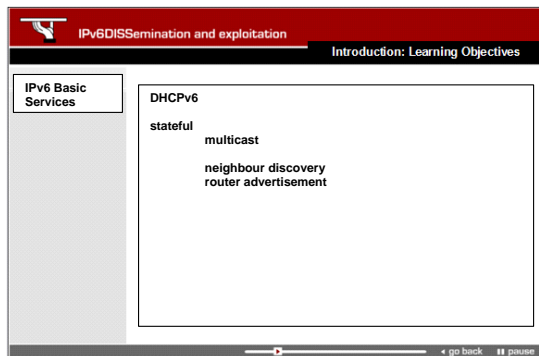 IPv6DISSemination and exploitation
Introduction: Learning Objectives
IPv6 Basic
Services
DHCPv6
stateful
multicast
neighbour discovery
router advertisement
go back
pause